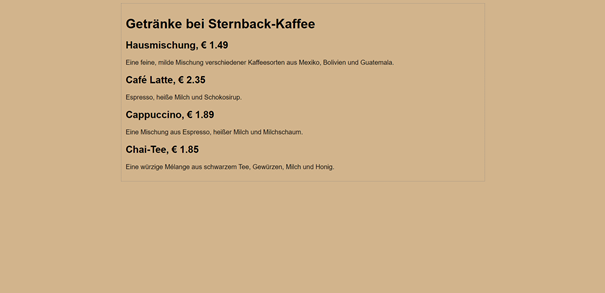 Getränke bei Sternback-Kaffee
Hausmischung, € 1.49
Eine feine, milde Mischung verschiedener Kaffeesorten aus Mexiko, Bolivien und Guatemala.
Café Latte, € 2.35
Espresso, heiße Milch und Schokosirup.
Cappuccino, € 1.89
Eine Mischung aus Espresso, heißer Milch und Milchschaum.
Chai-Tee, € 1.85
Eine würzige Mélange aus schwarzem Tee, Gewürzen, Milch und Honig.